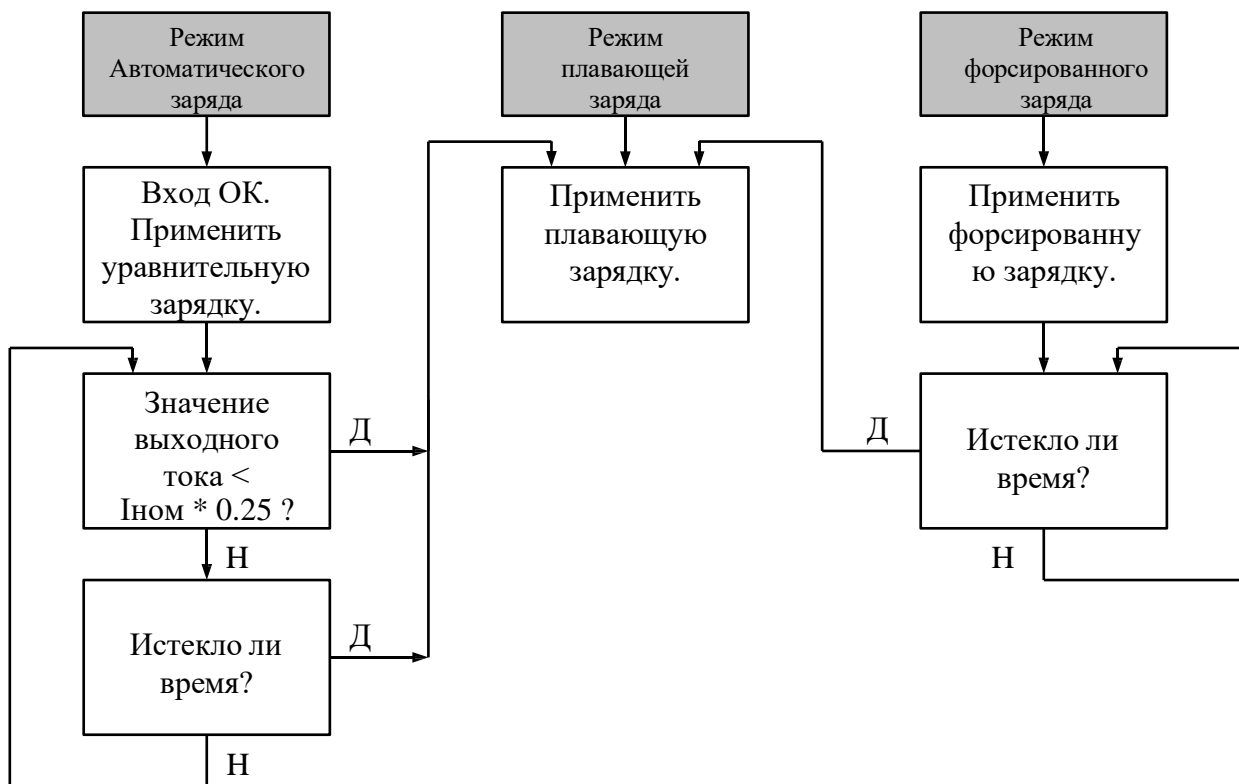 Режим
Автоматического
заряда
Режим
плавающей
заряда
Режим
форсированного
заряда
Вход ОК.
Применить
уравнительную
зарядку.
Применить
плавающую
зарядку.
Применить
форсированну
ю зарядку.
Значение
выходного
тока <
Iном * 0.25 ?
Д
Д
Истекло ли
время?
Н
Н
Истекло ли
время?
Д
Н